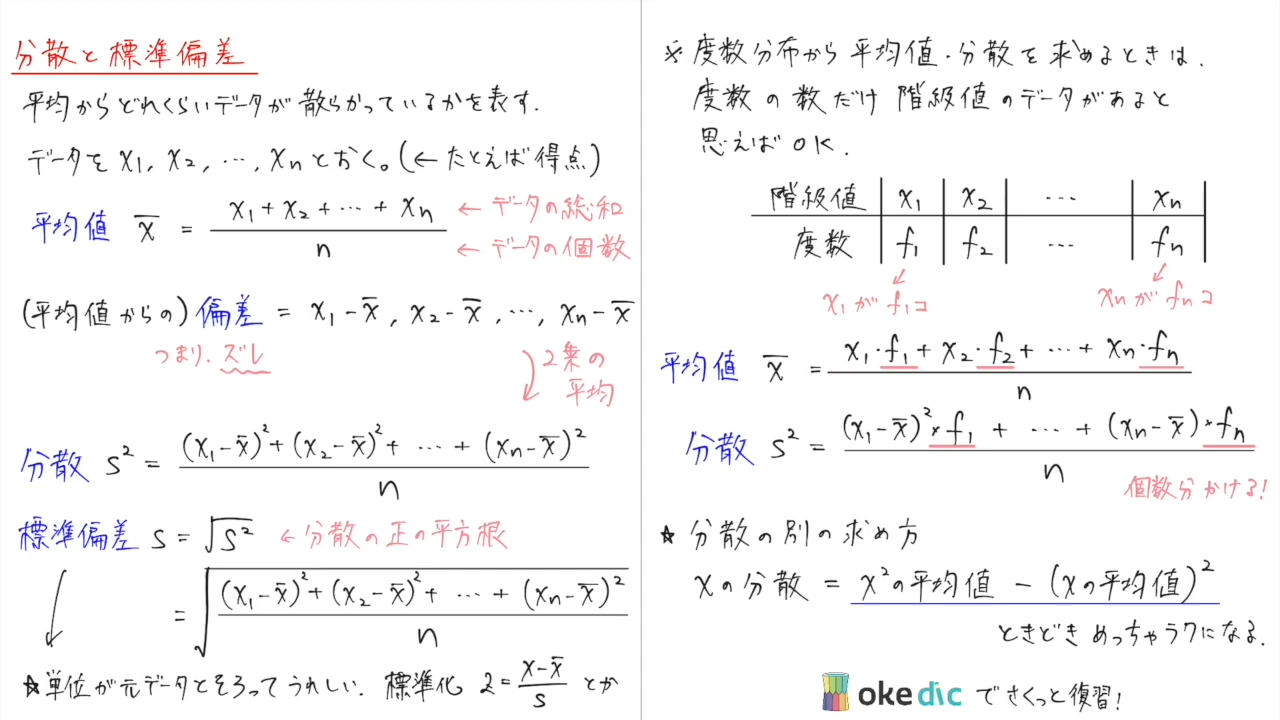 分散と標準偏差
平均からどれくらいデータが散らかっているかを表す.
データを x₁, x₂, …, xₙ とおく。(← たとえば得点)
平均値 x̄ = (x₁ + x₂ + … + xₙ) / n ← データの総和 ← データの個数
(平均値からの) 偏差 = x₁ - x̄, x₂ - x̄, …, xₙ - x̄
つまり. ズレ
2乗の
平均
分散 s² = ((x₁ - x̄)² + (x₂ - x̄)² + … + (xₙ - x̄)²) / n
標準偏差 s = √s² ← 分散の正の平方根
= √(((x₁ - x̄)² + (x₂ - x̄)² + … + (xₙ - x̄)²) / n)
★単位が元データとそろってうれしい. 標準化 z = (x - x̄) / s とか
※ 度数分布から平均値・分散を求めるときは.
度数の数だけ階級値のデータがあると
思えばOK.
階級値 x₁ x₂ … xₙ
度数 f₁ f₂ … fₙ
x₁が f₁コ xₙが fₙコ
平均値 x̄ = (x₁・f₁ + x₂・f₂ + … + xₙ・fₙ) / n
分散 s² = ((x₁ - x̄)² × f₁ + … + (xₙ - x̄) × fₙ) / n
個数分かける!
★ 分散の別の求め方
xの分散 = x²の平均値 - (xの平均値)²
ときどきめっちゃラクになる.
okedic でさくっと復習!